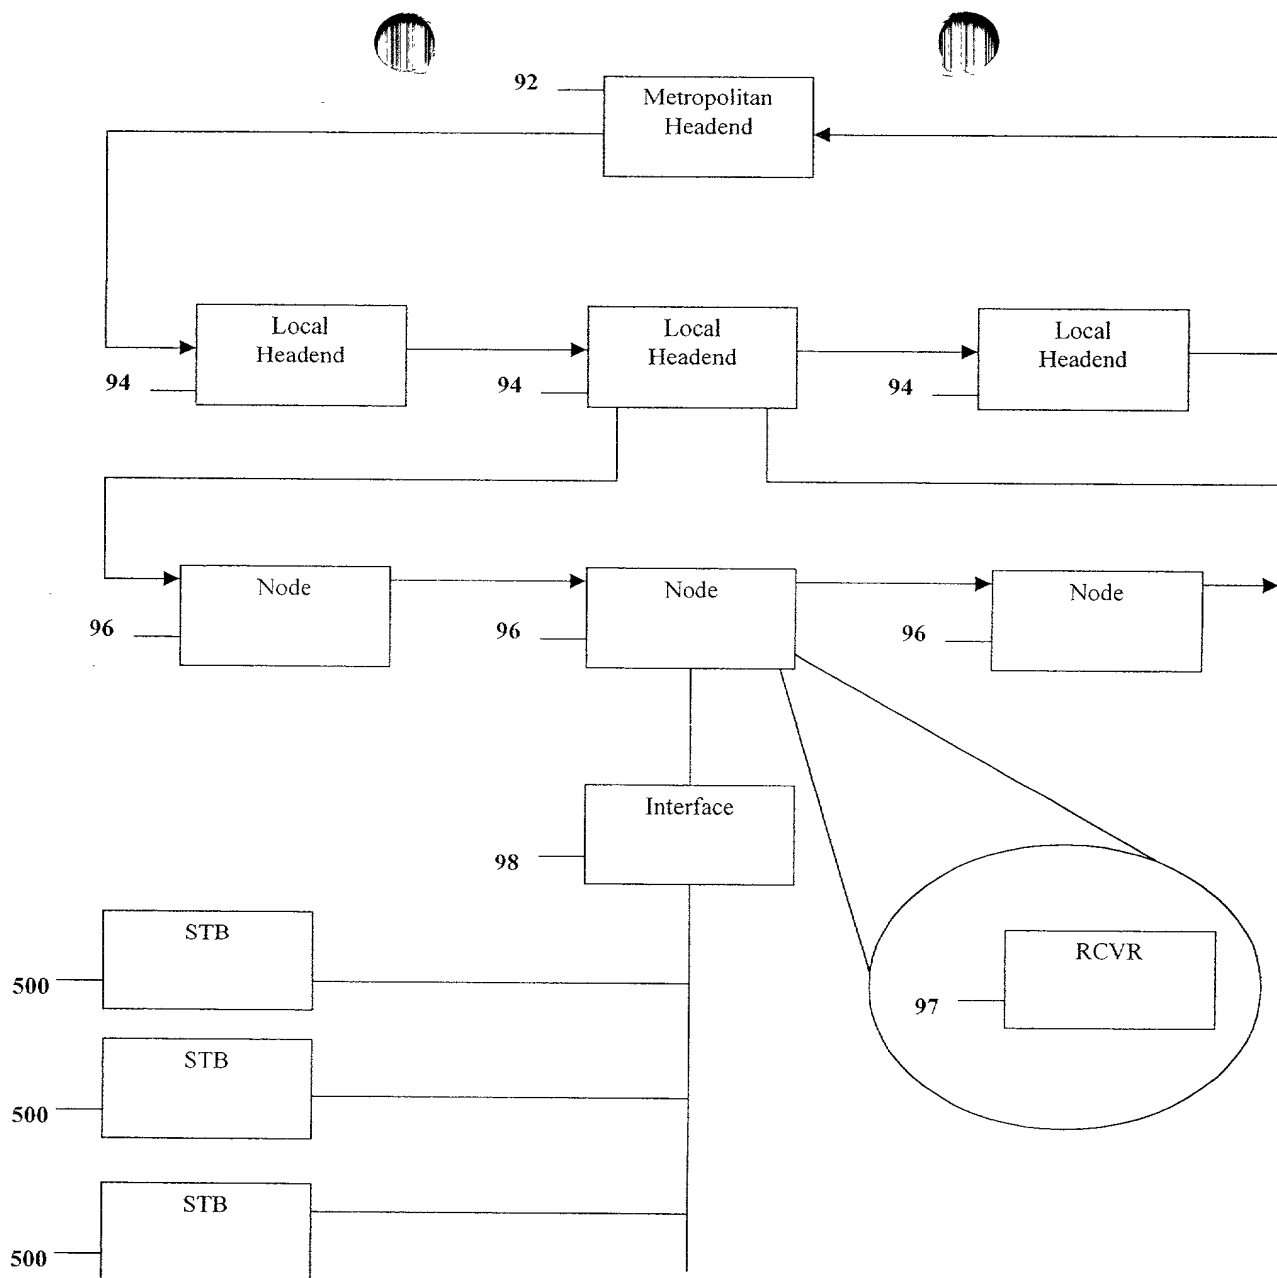 92
Metropolitan
Headend
Local
Headend
94
Local
Headend
94
Local
Headend
94
Node
96
Node
96
Node
96
Interface
98
STB
500
STB
500
STB
500
RCVR
97